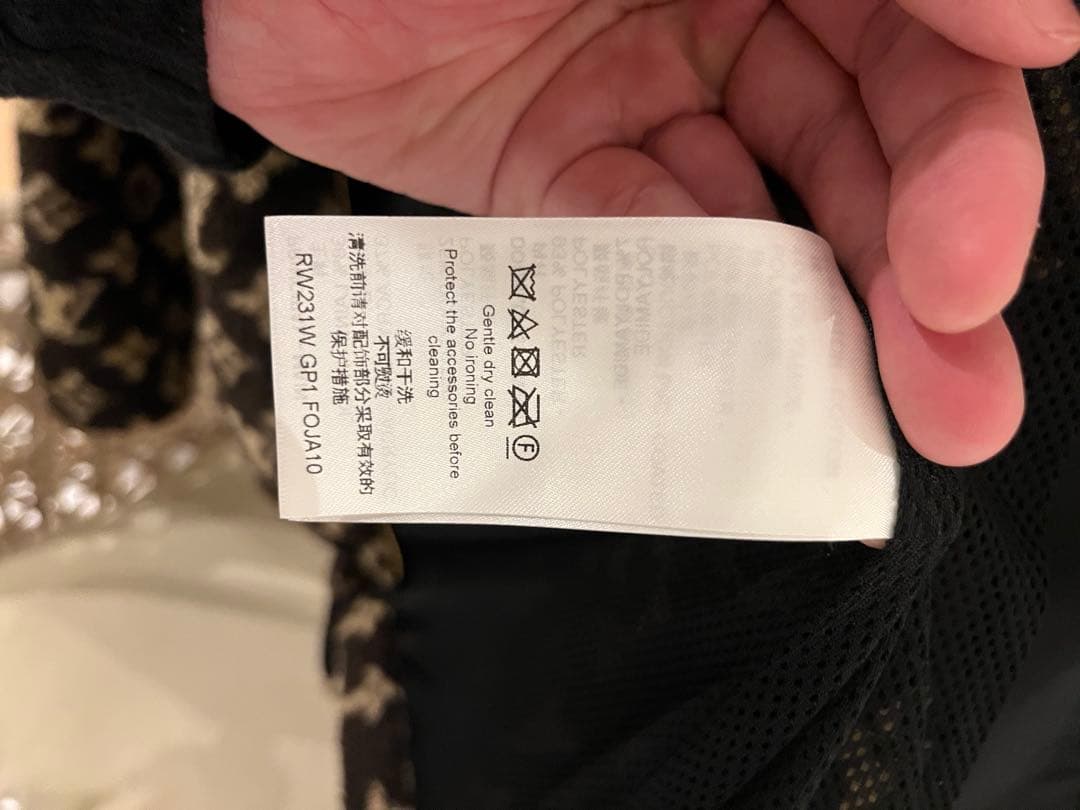 F
Gentle dry clean
No ironing
Protect the accessories before
cleaning
缓和干洗
不可熨烫
清洗前请对配饰部分采取有效的
保护措施
RW231W GP1 FOJA10